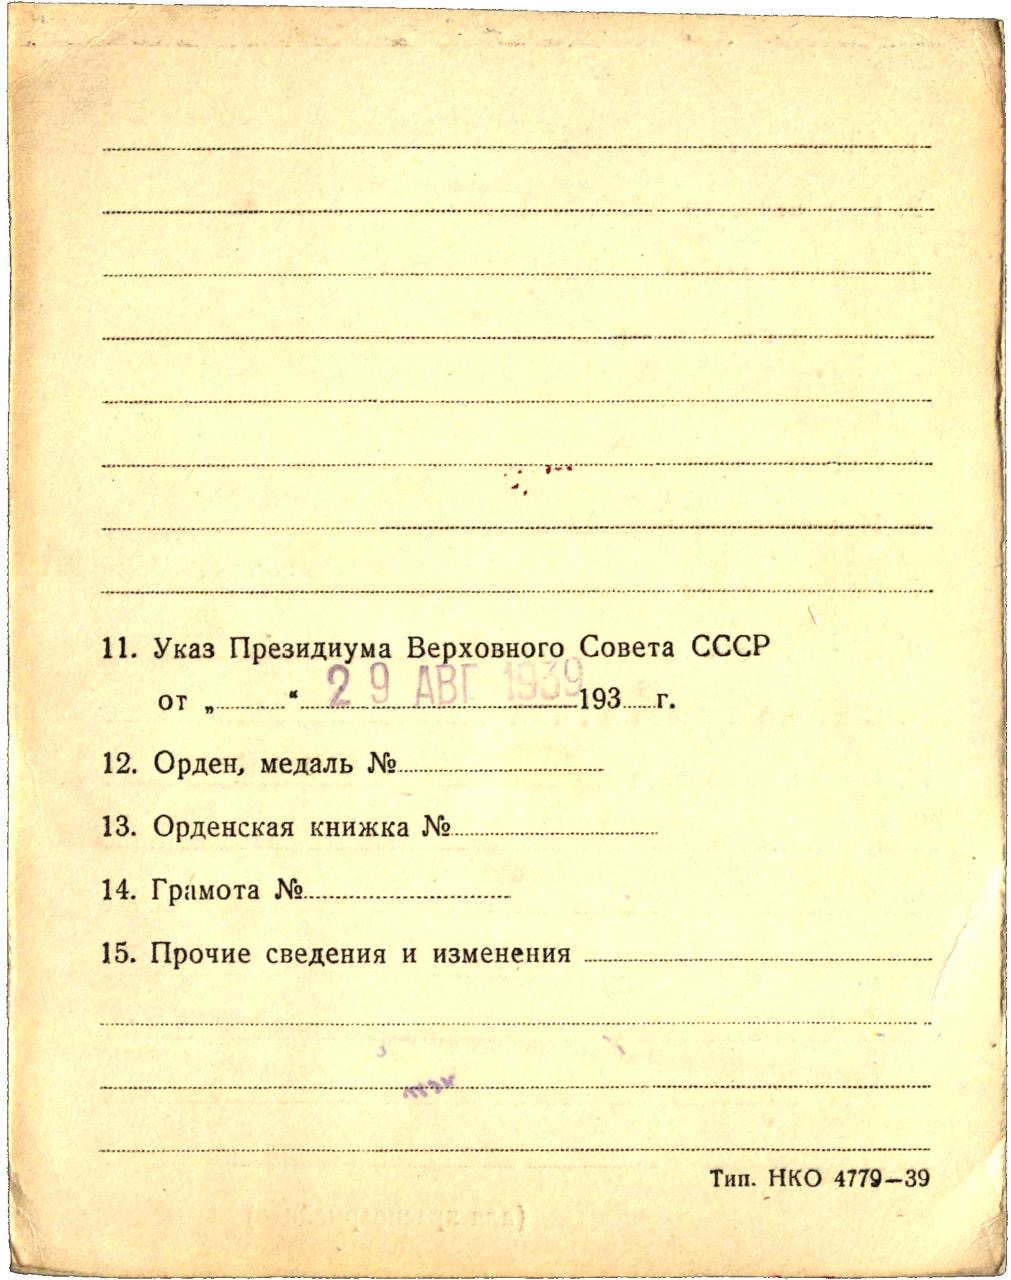 11. Указ Президиума Верховного Совета СССР
29 АВГ 1939
от „ “ 193 г.
12. Орден, медаль №
13. Орденская книжка №
14. Грамота №
15. Прочие сведения и изменения
Тип. НКО 4779—39